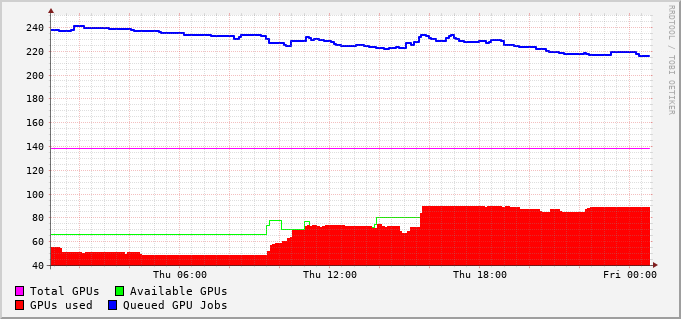 RRDTOOL / TOBI OETIKER
240
220
200
180
160
140
120
100
80
60
40
Thu 06:00 Thu 12:00 Thu 18:00 Fri 00:00
Total GPUs Available GPUs
GPUs used Queued GPU Jobs